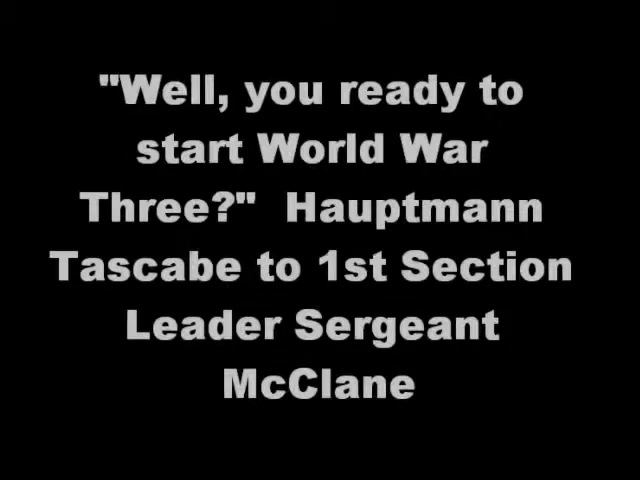 "Well, you ready to
start World War
Three?"  Hauptmann
Tascabe to 1st Section
Leader Sergeant
McClane